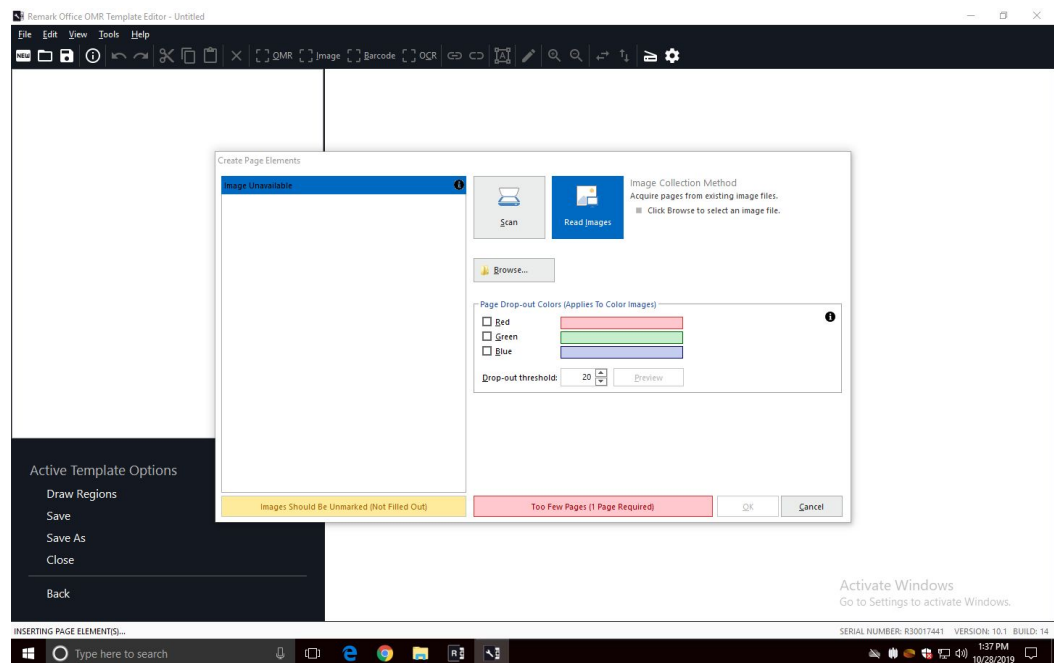 Remark Office OMR Template Editor - Untitled
File Edit View Tools Help
NEW OMR Image Barcode OCR A
Create Page Elements
Image Unavailable
Scan
Read Images
Image Collection Method
Acquire pages from existing image files.
Click Browse to select an image file.
Browse...
Page Drop-out Colors (Applies To Color Images)
Red
Green
Blue
Drop-out threshold: 20 Preview
Images Should Be Unmarked (Not Filled Out)
Too Few Pages (1 Page Required)
OK
Cancel
Active Template Options
Draw Regions
Save
Save As
Close
Back
Activate Windows
Go to Settings to activate Windows.
INSERTING PAGE ELEMENT(S)...
SERIAL NUMBER: R30017441 VERSION: 10.1 BUILD: 14
Type here to search
1:37 PM
10/28/2019